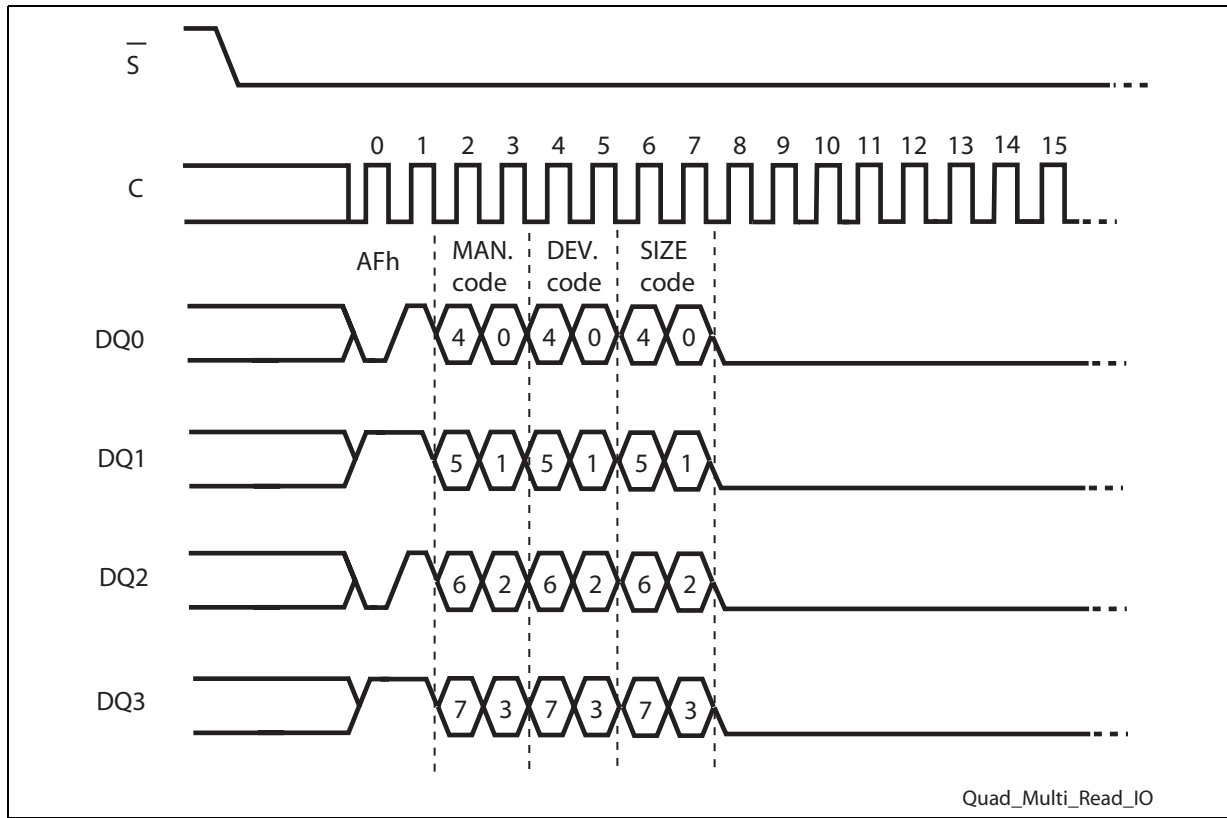 S
0 1 2 3 4 5 6 7 8 9 10 11 12 13 14 15
C
AFh
MAN. code
DEV. code
SIZE code
DQ0
4 0 4 0 4 0
DQ1
5 1 5 1 5 1
DQ2
6 2 6 2 6 2
DQ3
7 3 7 3 7 3
Quad_Multi_Read_IO